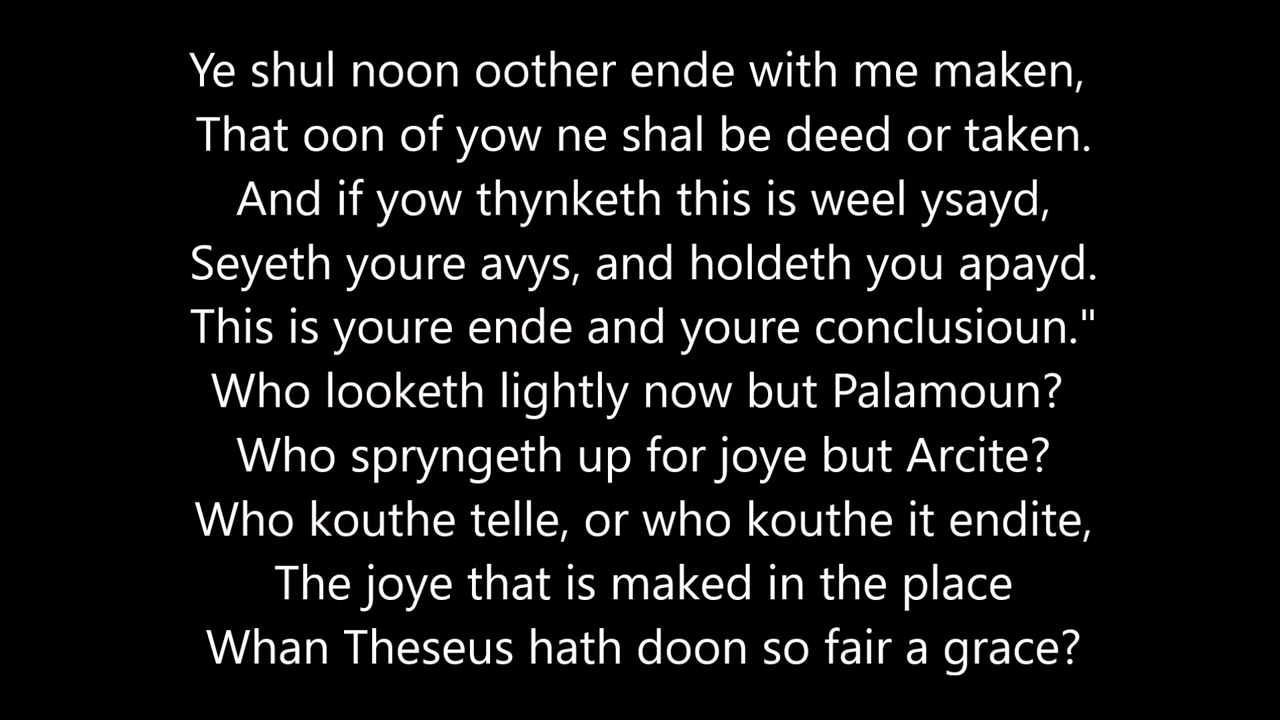 Ye shul noon oother ende with me maken,
That oon of yow ne shal be deed or taken.
And if yow thynketh this is weel ysayd,
Seyeth youre avys, and holdeth you apayd.
This is youre ende and youre conclusioun."
Who looketh lightly now but Palamoun?
Who spryngeth up for joye but Arcite?
Who kouthe telle, or who kouthe it endite,
The joye that is maked in the place
Whan Theseus hath doon so fair a grace?